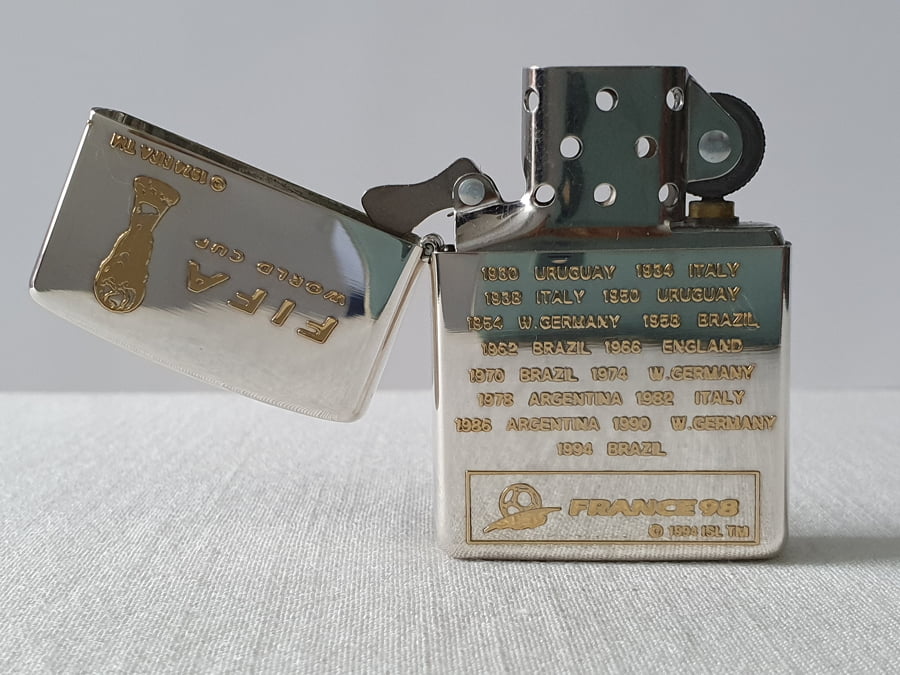 FIFA
WORLD CUP
© 1974 FIFA TM
1930 URUGUAY 1934 ITALY
1938 ITALY 1950 URUGUAY
1954 W.GERMANY 1958 BRAZIL
1962 BRAZIL 1966 ENGLAND
1970 BRAZIL 1974 W.GERMANY
1978 ARGENTINA 1982 ITALY
1986 ARGENTINA 1990 W.GERMANY
1994 BRAZIL
FRANCE 98
© 1994 ISL TM